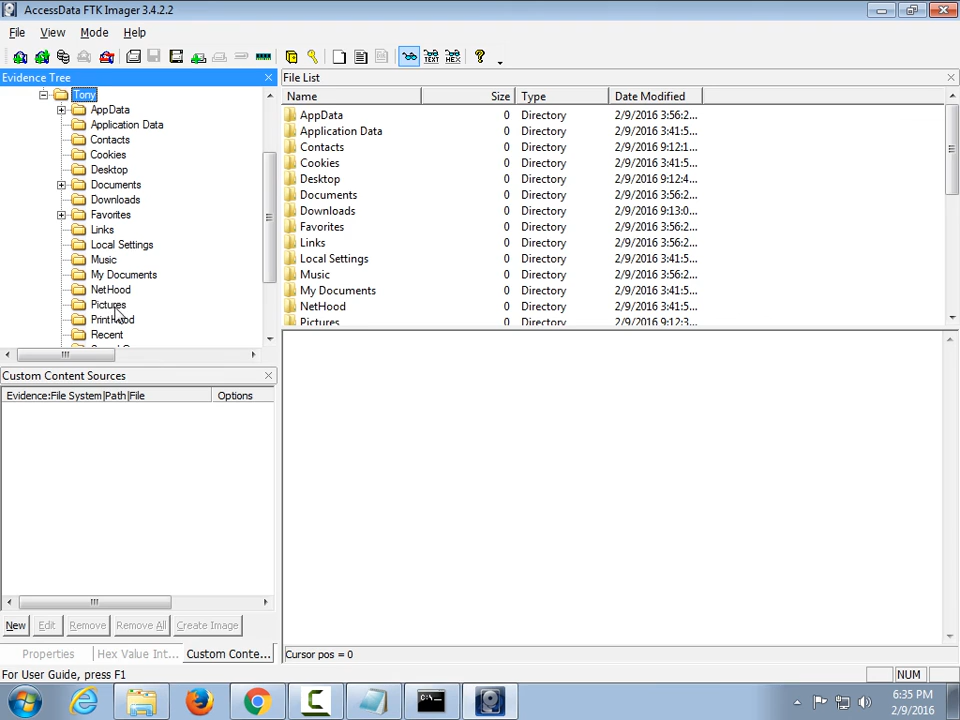 AccessData FTK Imager 3.4.2.2
File View Mode Help
TEXT HEX
Evidence Tree
Tony
AppData
Application Data
Contacts
Cookies
Desktop
Documents
Downloads
Favorites
Links
Local Settings
Music
My Documents
NetHood
Pictures
PrintHood
Recent
File List
Name Size Type Date Modified
AppData 0 Directory 2/9/2016 3:56:2...
Application Data 0 Directory 2/9/2016 3:41:5...
Contacts 0 Directory 2/9/2016 9:12:1...
Cookies 0 Directory 2/9/2016 3:41:5...
Desktop 0 Directory 2/9/2016 9:12:4...
Documents 0 Directory 2/9/2016 3:56:2...
Downloads 0 Directory 2/9/2016 9:13:0...
Favorites 0 Directory 2/9/2016 3:56:2...
Links 0 Directory 2/9/2016 3:56:2...
Local Settings 0 Directory 2/9/2016 3:41:5...
Music 0 Directory 2/9/2016 3:56:2...
My Documents 0 Directory 2/9/2016 3:41:5...
NetHood 0 Directory 2/9/2016 3:41:5...
Pictures 0 Directory 2/9/2016 9:12:3...
Custom Content Sources
Evidence:File System|Path|File Options
New Edit Remove Remove All Create Image
Properties Hex Value Int... Custom Conte...
Cursor pos = 0
For User Guide, press F1
NUM
6:35 PM
2/9/2016